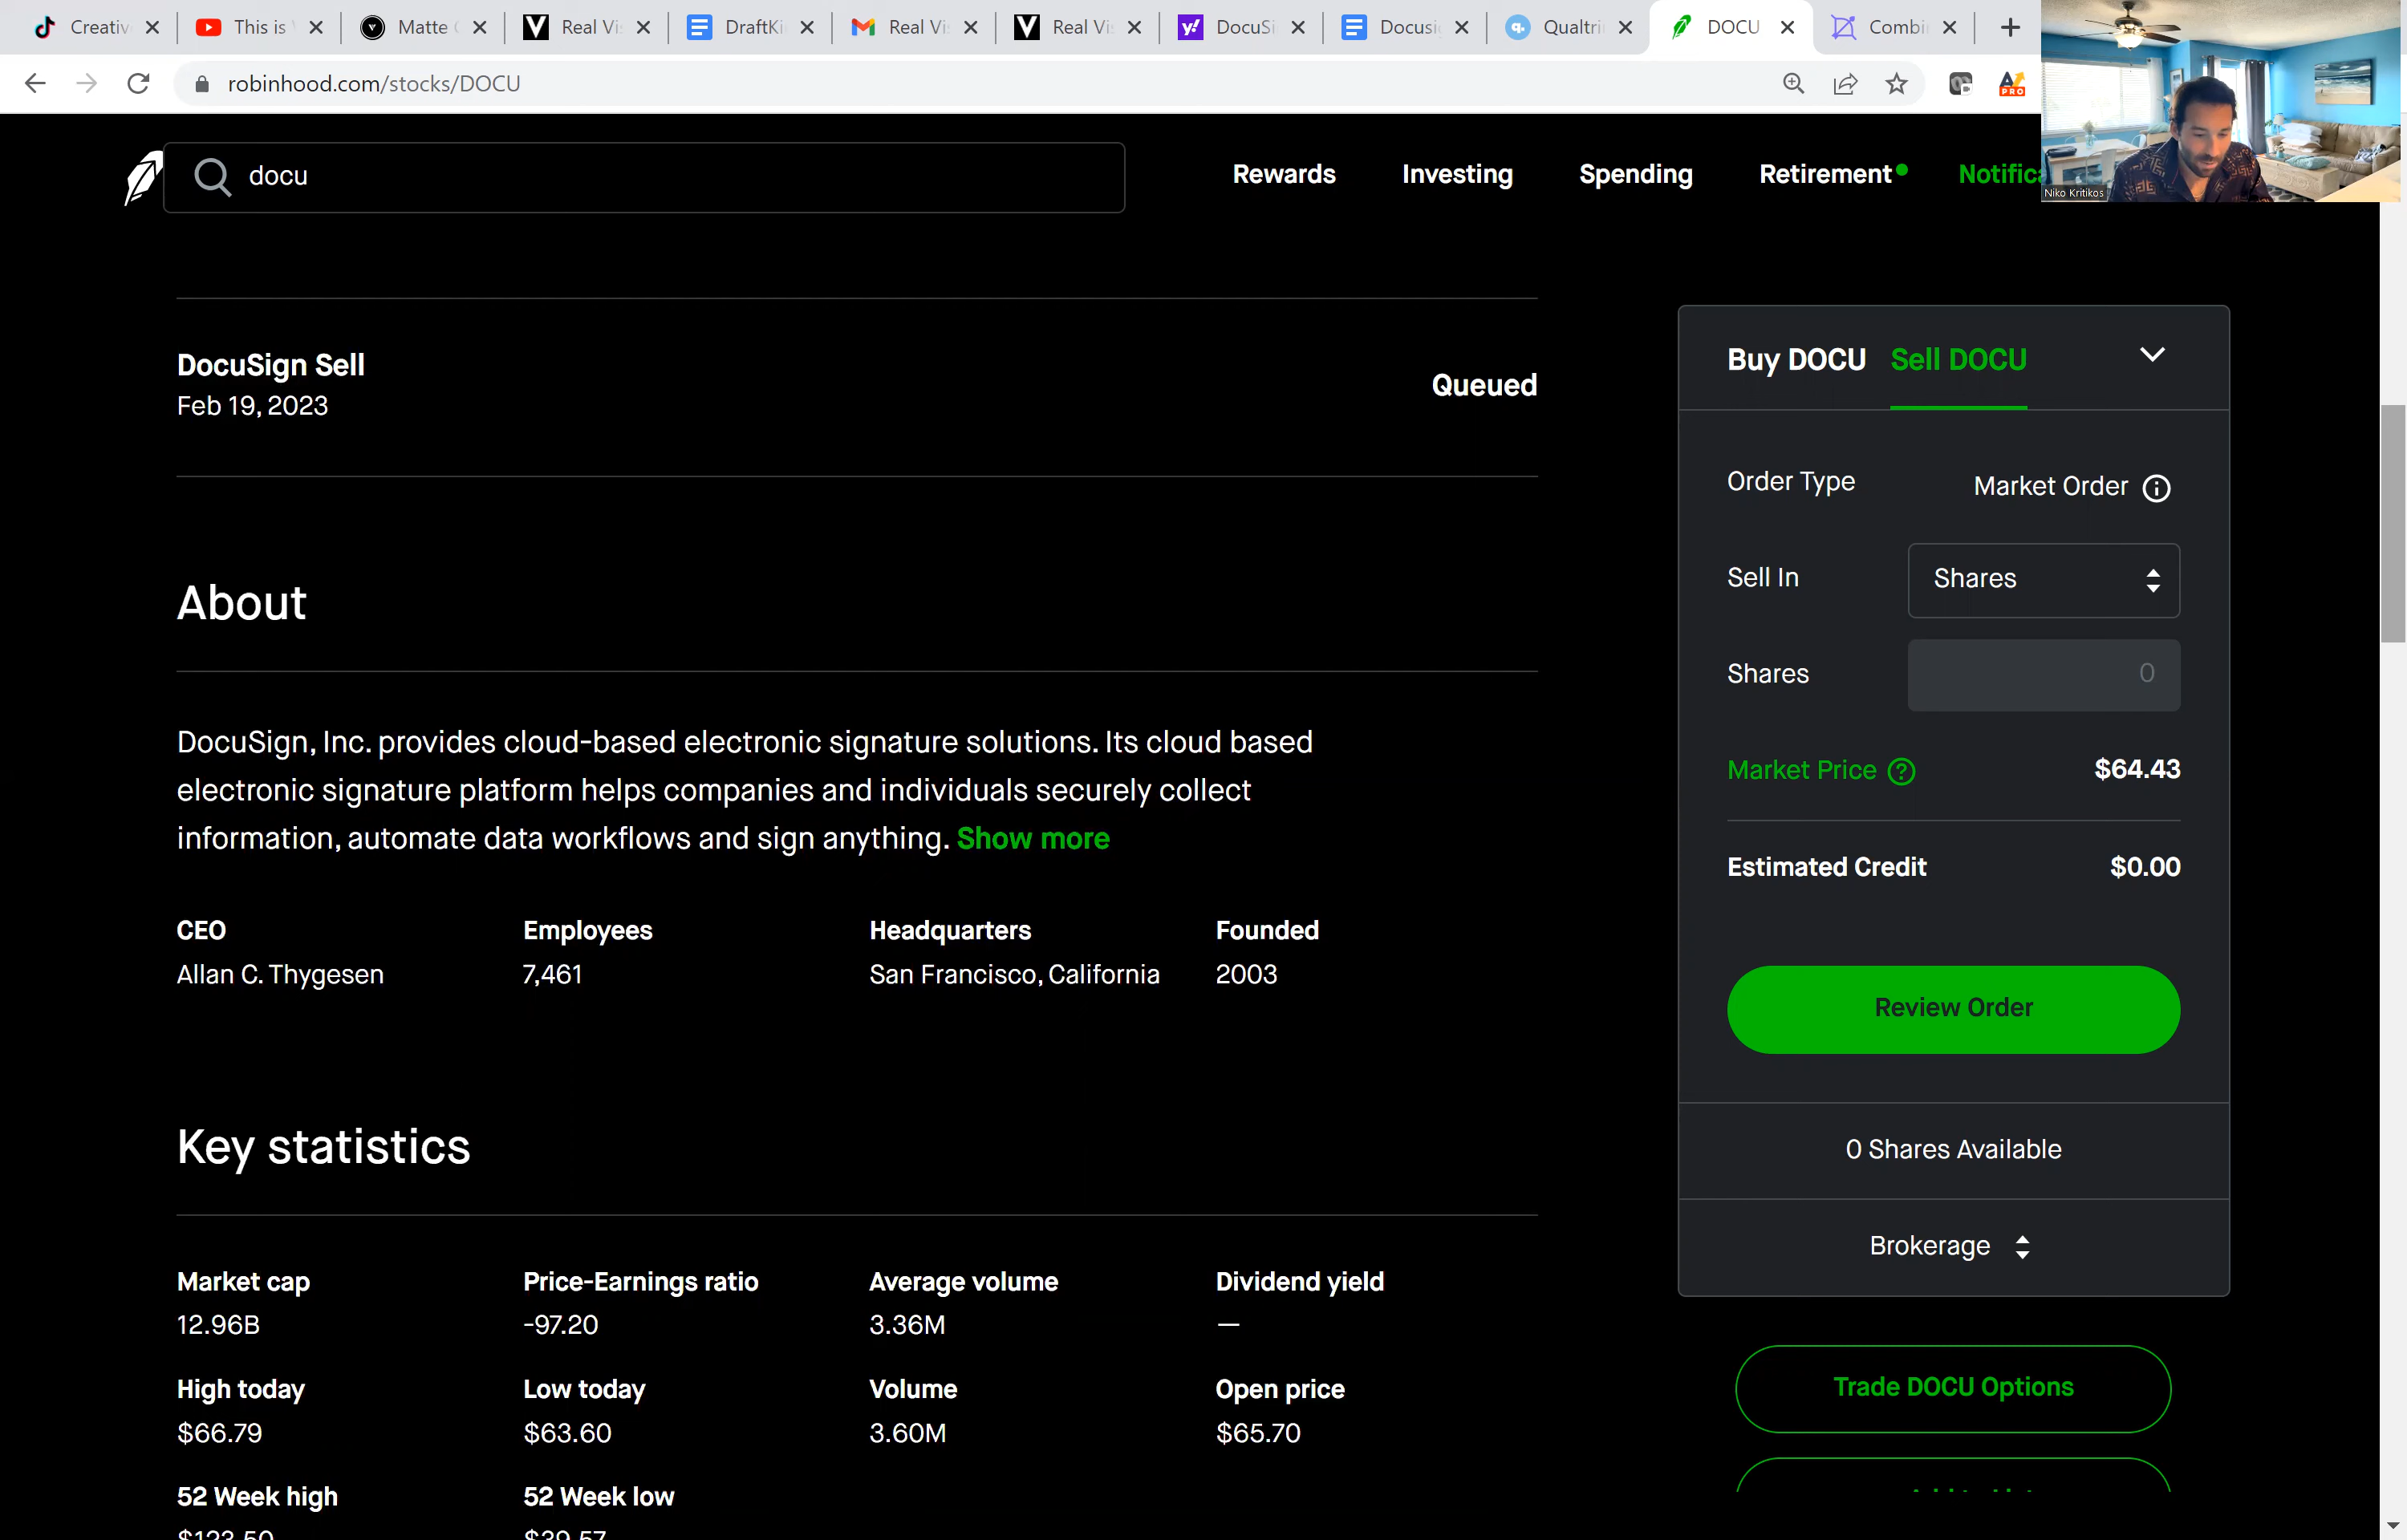 Creativ
This is
Matte
Real Vi
DraftKi
Real Vi
Real Vi
DocuSi
Docusi
Qualtri
DOCU
Combi
robinhood.com/stocks/DOCU
PRO
docu
Rewards
Investing
Spending
Retirement
Notifica
Niko Kritikos
DocuSign Sell
Feb 19, 2023
Queued
About
DocuSign, Inc. provides cloud-based electronic signature solutions. Its cloud based
electronic signature platform helps companies and individuals securely collect
information, automate data workflows and sign anything. Show more
CEO
Allan C. Thygesen
Employees
7,461
Headquarters
San Francisco, California
Founded
2003
Key statistics
Market cap
12.96B
Price-Earnings ratio
-97.20
Average volume
3.36M
Dividend yield
—
High today
$66.79
Low today
$63.60
Volume
3.60M
Open price
$65.70
52 Week high
$123.50
52 Week low
$39.57
Buy DOCU Sell DOCU
Order Type Market Order
Sell In Shares
Shares 0
Market Price $64.43
Estimated Credit $0.00
Review Order
0 Shares Available
Brokerage
Trade DOCU Options